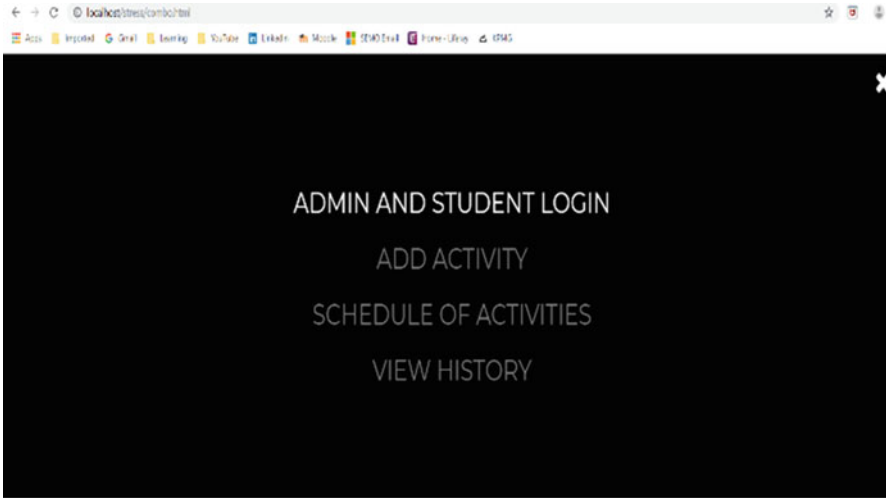 localhost/stress/combo.html
Apps Imported Gmail Learning YouTube LinkedIn Moodle SEMO Email Home - Liferay KPMG
ADMIN AND STUDENT LOGIN
ADD ACTIVITY
SCHEDULE OF ACTIVITIES
VIEW HISTORY